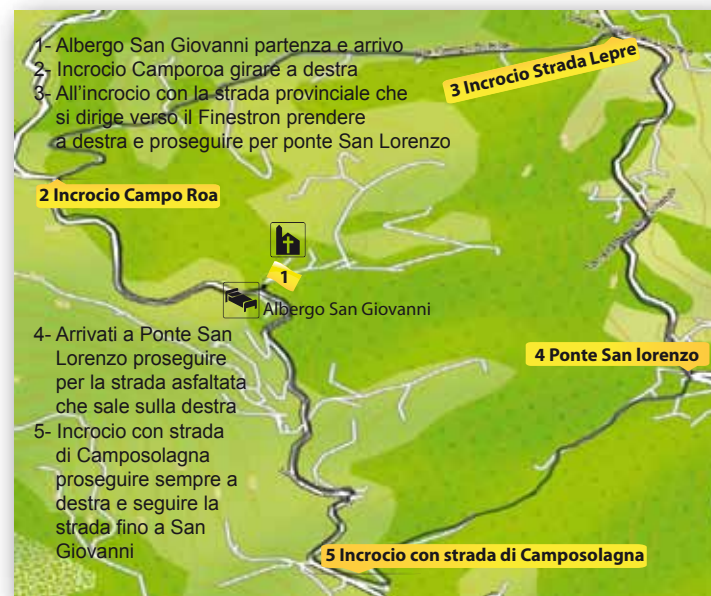 1- Albergo San Giovanni partenza e arrivo
2- Incrocio Camporoa girare a destra
3- All'incrocio con la strada provinciale che
si dirige verso il Finestron prendere
a destra e proseguire per ponte San Lorenzo
3 Incrocio Strada Lepre
2 Incrocio Campo Roa
1
Albergo San Giovanni
4- Arrivati a Ponte San
Lorenzo proseguire
per la strada asfaltata
che sale sulla destra
5- Incrocio con strada
di Camposolagna
proseguire sempre a
destra e seguire la
strada fino a San
Giovanni
4 Ponte San lorenzo
5 Incrocio con strada di Camposolagna